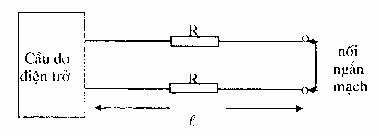 R
Cầu đo
điện trở
R
nối
ngắn
mạch
ℓ